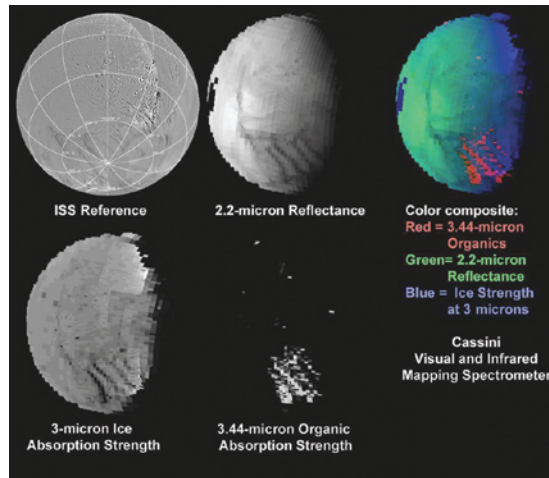 ISS Reference
2.2-micron Reflectance
Color composite:
Red = 3.44-micron
Organics
Green= 2.2-micron
Reflectance
Blue = Ice Strength
at 3 microns
Cassini
Visual and Infrared
Mapping Spectrometer
3-micron Ice
Absorption Strength
3.44-micron Organic
Absorption Strength